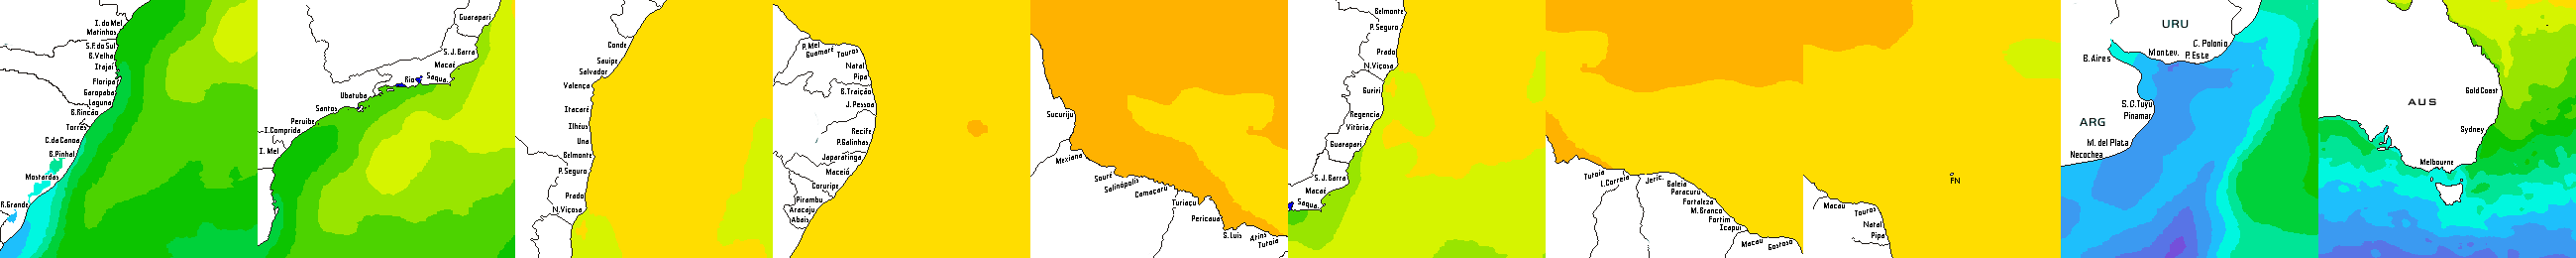 I. do Mel
Matinhos
S.F. do Sul
B.Velha
Itajaí
Floripa
Garopaba
Laguna
B.Rincão
Torres
C.da Canoa
B.Pinhal
Mostardas
R.Grande
Guarapari
S.J.Barra
Macaé
Saqua.
Rio
Ubatuba
Santos
Peruibe
I.Comprida
I. Mel
Conde
Sauipe
Salvador
Valença
Itacaré
Ilhéus
Una
Belmonte
P.Seguro
Prado
N.Viçosa
P. Mel
Guamaré
Touros
Natal
Pipa
B.Traição
J.Pessoa
Recife
P.Galinhas
Japaratinga
Maceió
Coruripe
Pirambu
Aracaju
Abais
Sucuriju
Mexiana
Souré
Salinópolis
Camacaru
Turiaçu
Pericaua
S.Luis
Atins
Tutoia
Belmonte
P.Seguro
Prado
N.Viçosa
Guriri
Regencia
Vitória
Guarapari
S.J.Barra
Macaé
Saqua.
Tutoia
L.Correia
Jeric.
Baleia
Paracuru
Fortaleza
M.Branco
Fortim
Icapui
Macau
Gostoso
FN
Macau
Touros
Natal
Pipa
URU
C. Polonio
Montev.
P.Este
B.Aires
S.C.Tuyu
Pinamar
ARG
M. del Plata
Necochea
Gold Coast
AUS
Sydney
Melbourne